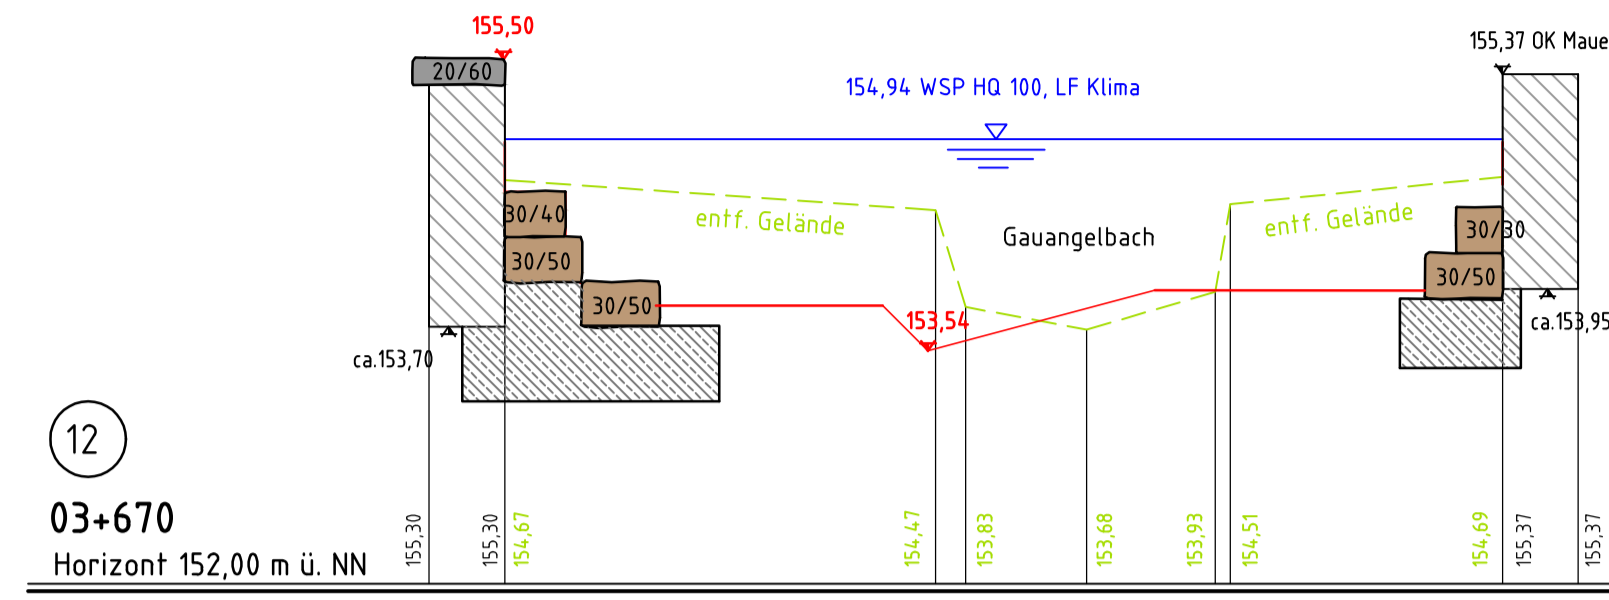 155,50
155,37 OK Maue
20/60
154,94 WSP HQ 100, LF Klima
30/40
entf. Gelände
entf. Gelände
30/30
Gauangelbach
30/50
30/50
30/50
153,54
ca.153,95
ca.153,70
12
03+670
Horizont 152,00 m ü. NN
155,30
155,30
154,67
154,47
153,83
153,68
153,93
154,51
154,69
155,37
155,37